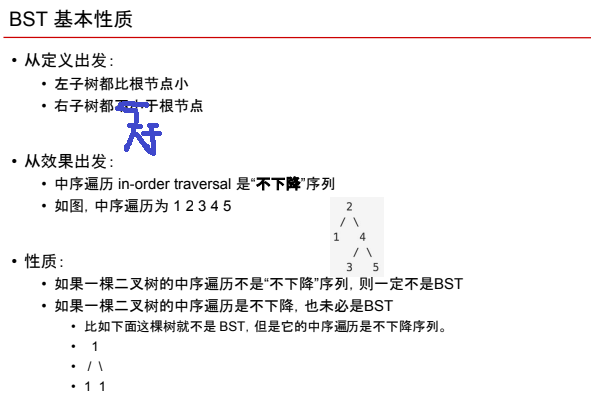 BST 基本性质
• 从定义出发:
• 左子树都比根节点小
• 右子树都不小于根节点
大于
• 从效果出发:
• 中序遍历 in-order traversal 是“不下降”序列
• 如图, 中序遍历为 1 2 3 4 5
2
/ \
1 4
/ \
3 5
• 性质:
• 如果一棵二叉树的中序遍历不是“不下降”序列, 则一定不是BST
• 如果一棵二叉树的中序遍历是不下降, 也未必是BST
• 比如下面这棵树就不是 BST, 但是它的中序遍历是不下降序列。
• 1
• / \
• 1 1